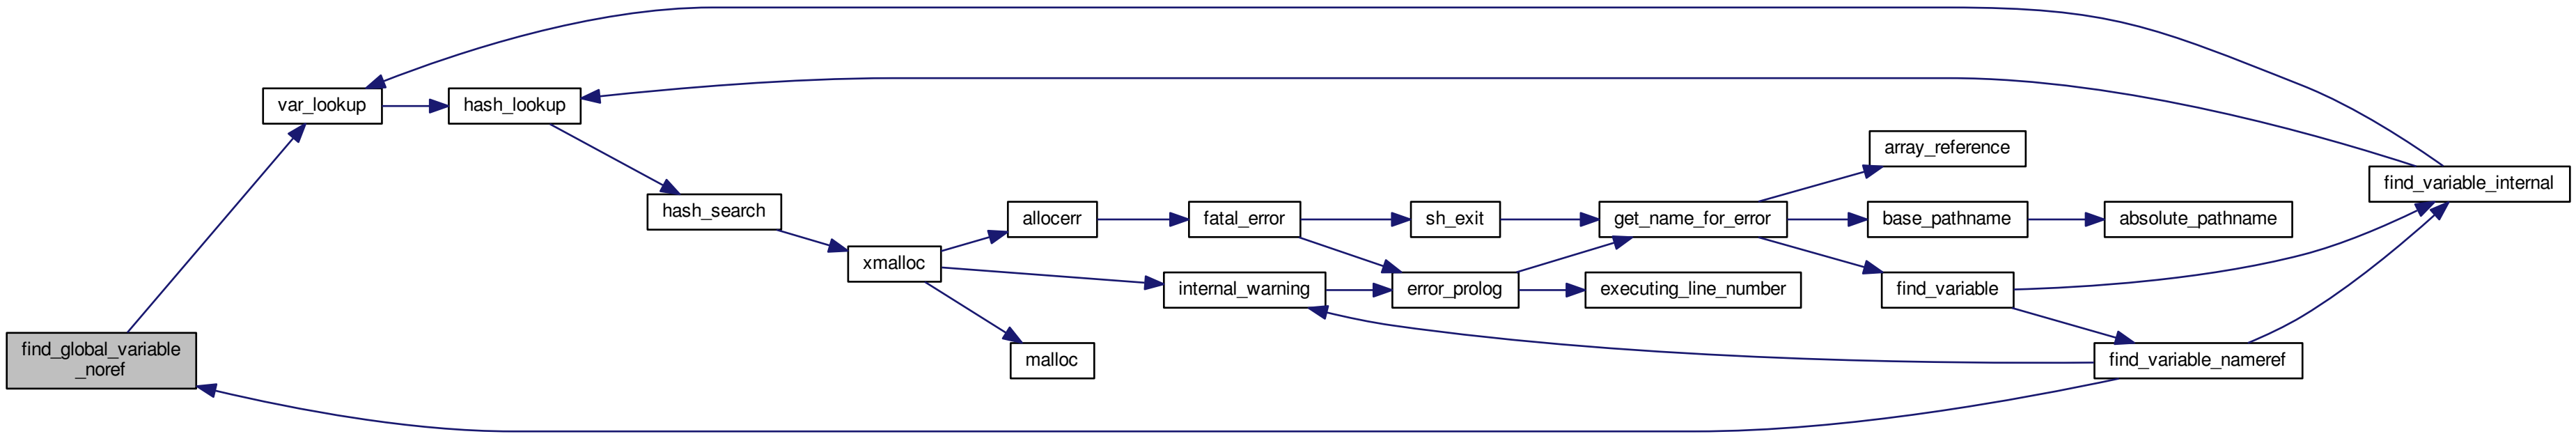 find_global_variable
_noref
var_lookup
hash_lookup
hash_search
xmalloc
allocerr
internal_warning
malloc
fatal_error
sh_exit
error_prolog
get_name_for_error
executing_line_number
array_reference
base_pathname
find_variable
absolute_pathname
find_variable_nameref
find_variable_internal